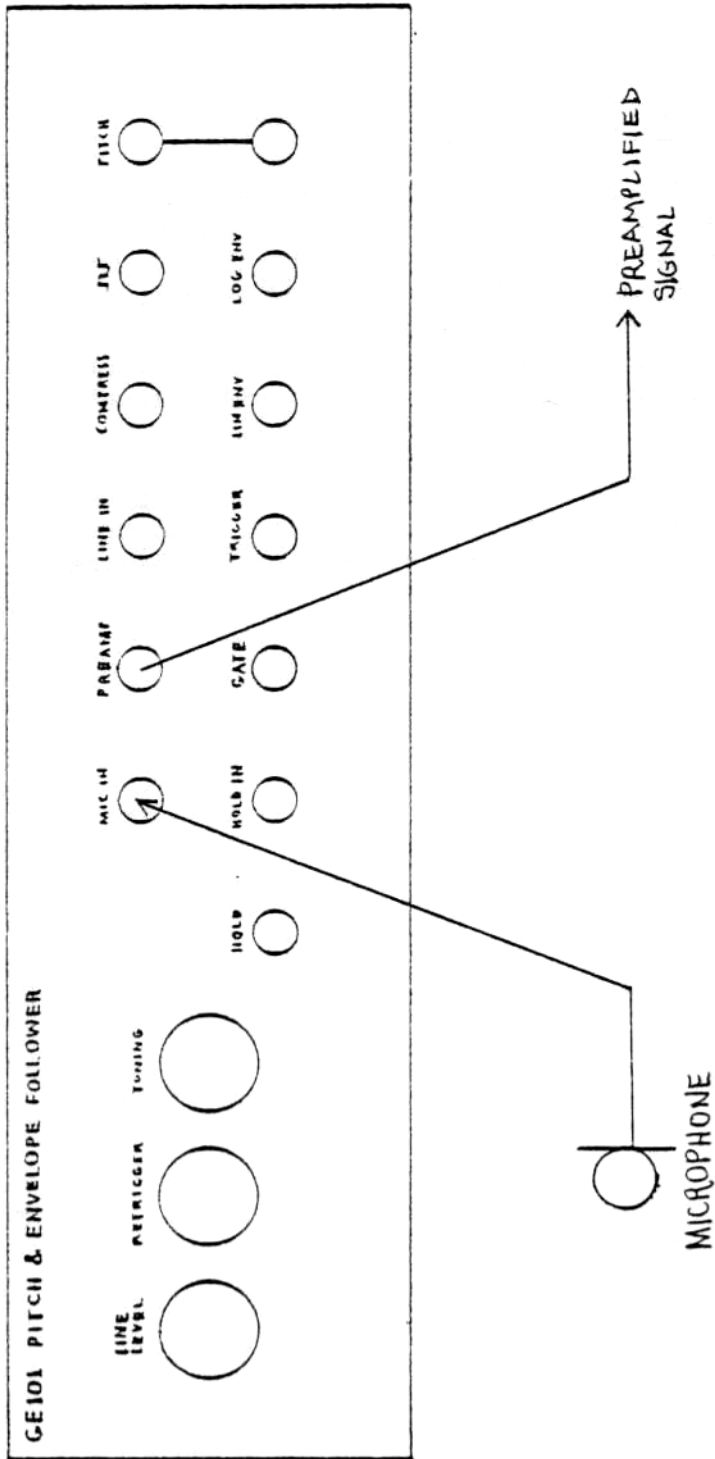 GE101 PITCH & ENVELOPE FOLLOWER
LINE
LEVEL
RETRIGGER
TUNING
MIC IN
PREAMP
LINE IN
COMPRESS
PITCH
HOLD
HOLD IN
GATE
TRIGGER
LIN ENV
LOG ENV
MICROPHONE
PREAMPLIFIED
SIGNAL